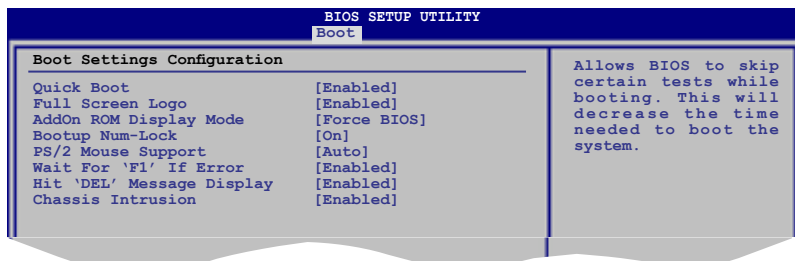 BIOS SETUP UTILITY
Boot
Boot Settings Configuration
Quick Boot [Enabled]
Full Screen Logo [Enabled]
AddOn ROM Display Mode [Force BIOS]
Bootup Num-Lock [On]
PS/2 Mouse Support [Auto]
Wait For ‘F1’ If Error [Enabled]
Hit ‘DEL’ Message Display [Enabled]
Chassis Intrusion [Enabled]
Allows BIOS to skip
certain tests while
booting. This will
decrease the time
needed to boot the
system.